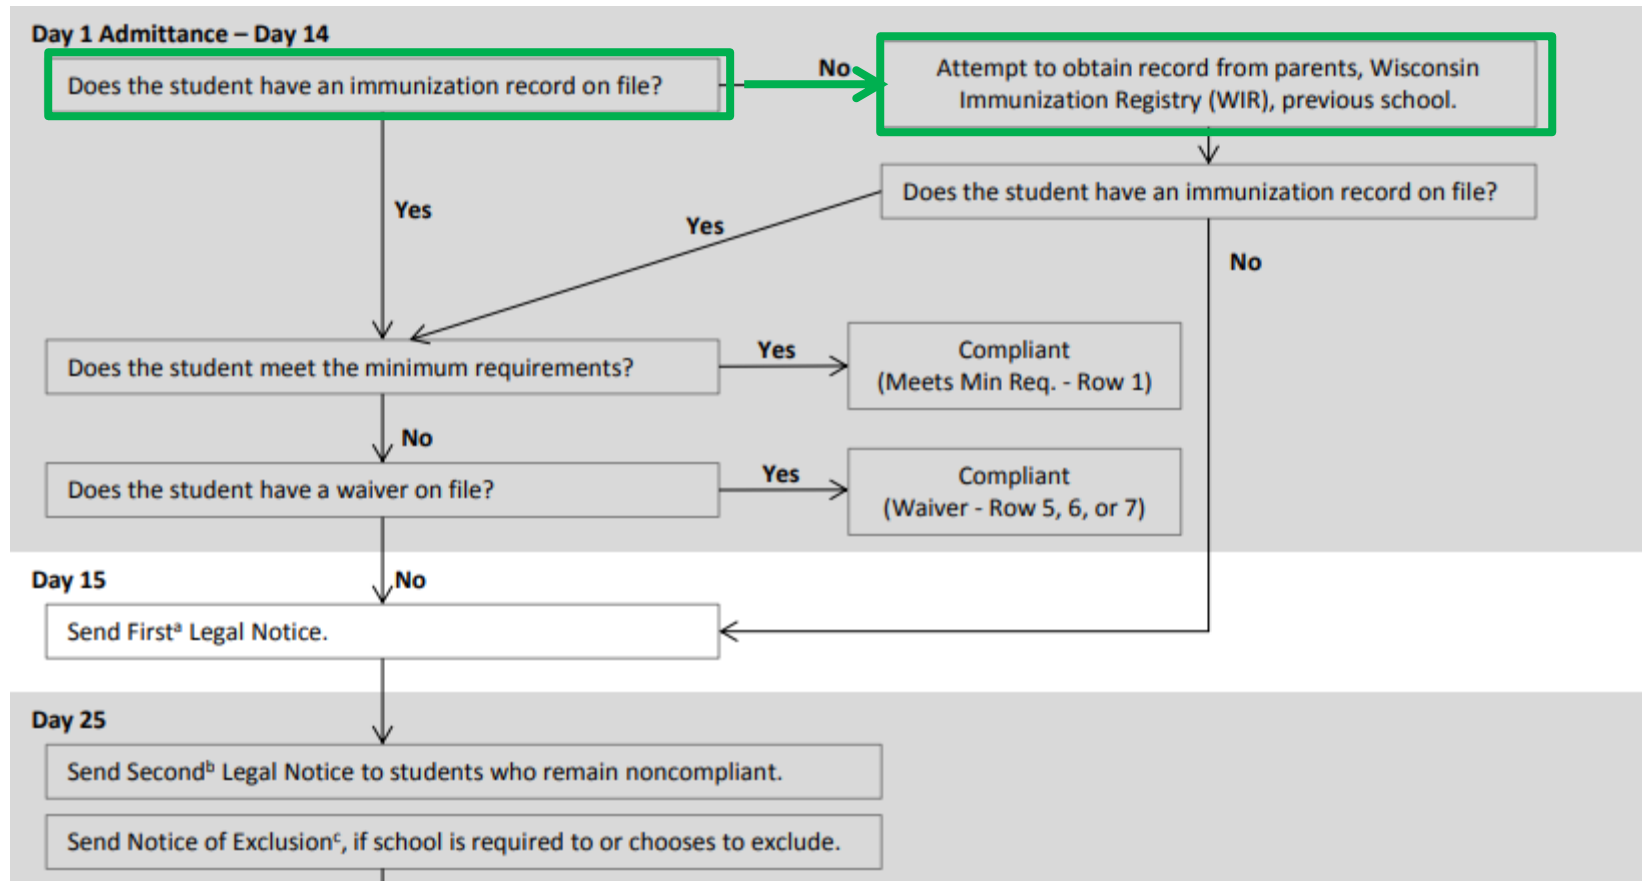 Day 1 Admittance – Day 14
Does the student have an immunization record on file?
No
Attempt to obtain record from parents, Wisconsin
Immunization Registry (WIR), previous school.
Does the student have an immunization record on file?
Yes
Yes
No
Does the student meet the minimum requirements?
Yes
Compliant
(Meets Min Req. - Row 1)
No
Does the student have a waiver on file?
Yes
Compliant
(Waiver - Row 5, 6, or 7)
Day 15
No
Send Firstᵃ Legal Notice.
Day 25
Send Secondᵇ Legal Notice to students who remain noncompliant.
Send Notice of Exclusionᶜ, if school is required to or chooses to exclude.